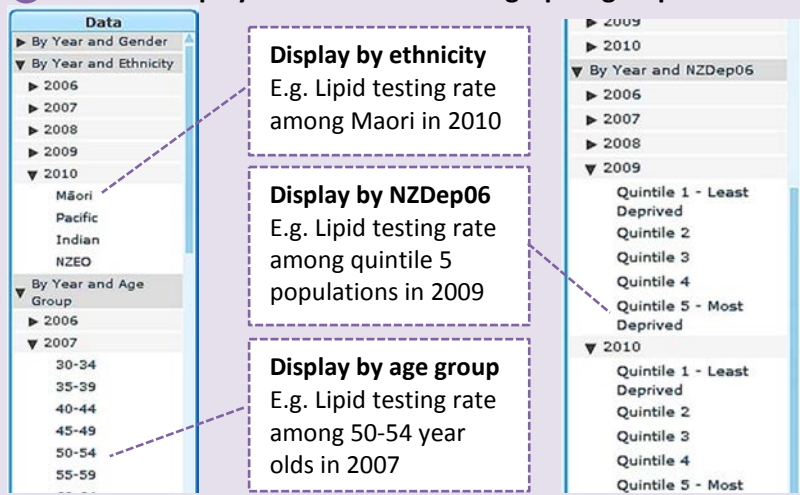 Data
▶ By Year and Gender
▼ By Year and Ethnicity
▶ 2006
▶ 2007
▶ 2008
▶ 2009
▼ 2010
Māori
Pacific
Indian
NZEO
▼ By Year and Age
Group
▶ 2006
▼ 2007
30-34
35-39
40-44
45-49
50-54
55-59
Display by ethnicity
E.g. Lipid testing rate
among Maori in 2010
Display by NZDep06
E.g. Lipid testing rate
among quintile 5
populations in 2009
Display by age group
E.g. Lipid testing rate
among 50-54 year
olds in 2007
▶ 2009
▶ 2010
▼ By Year and NZDep06
▶ 2006
▶ 2007
▶ 2008
▼ 2009
Quintile 1 - Least
Deprived
Quintile 2
Quintile 3
Quintile 4
Quintile 5 - Most
Deprived
▼ 2010
Quintile 1 - Least
Deprived
Quintile 2
Quintile 3
Quintile 4
Quintile 5 - Most